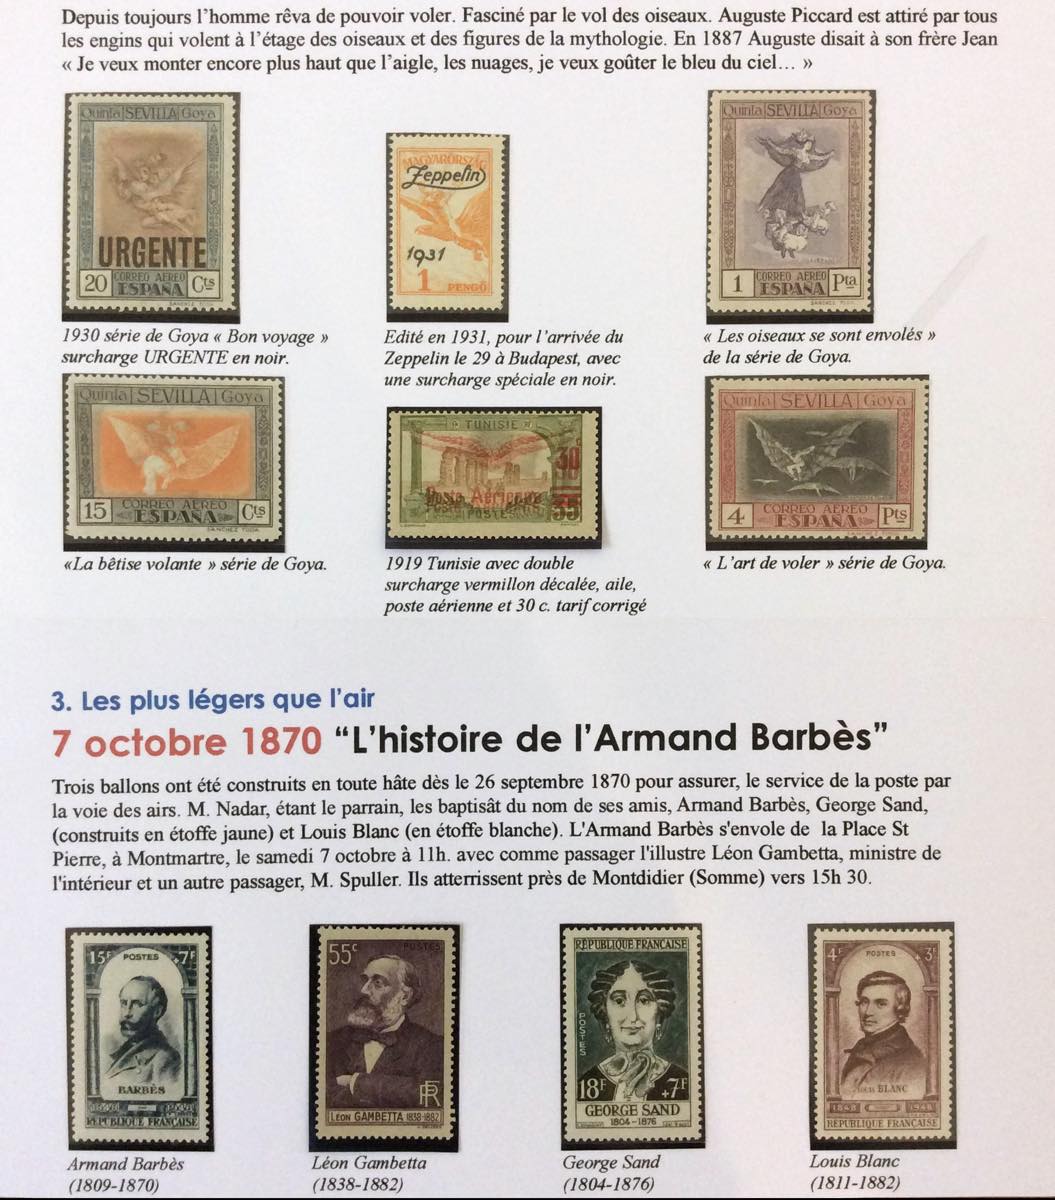 Depuis toujours l’homme rêva de pouvoir voler. Fasciné par le vol des oiseaux. Auguste Piccard est attiré par tous
les engins qui volent à l’étage des oiseaux et des figures de la mythologie. En 1887 Auguste disait à son frère Jean
« Je veux monter encore plus haut que l’aigle, les nuages, je veux goûter le bleu du ciel… »
Quinta SEVILLA Goya
URGENTE
20 CORREO AEREO Cts
ESPAÑA
SANCHEZ TODA
MAGYARORSZÁG
Zeppelin
1931
1 PENGŐ
Quinta SEVILLA Goya
1 CORREO AEREO Pta
ESPAÑA
SANCHEZ TODA
1930 série de Goya « Bon voyage »
surcharge URGENTE en noir.
Edité en 1931, pour l’arrivée du
Zeppelin le 29 à Budapest, avec
une surcharge spéciale en noir.
« Les oiseaux se sont envolés »
de la série de Goya.
Quinta SEVILLA Goya
15 CORREO AEREO Cts
ESPAÑA
SANCHEZ TODA
TUNISIE
30
Poste Aérienne
35
POSTES
Quinta SEVILLA Goya
4 CORREO AEREO Pts
ESPAÑA
SANCHEZ TODA
«La bêtise volante » série de Goya.
1919 Tunisie avec double
surcharge vermillon décalée, aile,
poste aérienne et 30 c. tarif corrigé
« L’art de voler » série de Goya.
3. Les plus légers que l’air
7 octobre 1870 “L’histoire de l’Armand Barbès”
Trois ballons ont été construits en toute hâte dès le 26 septembre 1870 pour assurer, le service de la poste par
la voie des airs. M. Nadar, étant le parrain, les baptisât du nom de ses amis, Armand Barbès, George Sand,
(construits en étoffe jaune) et Louis Blanc (en étoffe blanche). L'Armand Barbès s'envole de la Place St
Pierre, à Montmartre, le samedi 7 octobre à 11h. avec comme passager l'illustre Léon Gambetta, ministre de
l'intérieur et un autre passager, M. Spuller. Ils atterrissent près de Montdidier (Somme) vers 15h 30.
15F +7F
POSTES
BARBÈS
RÉPUBLIQUE FRANÇAISE
55c POSTES
RF
LÉON GAMBETTA 1838-1882
RÉPUBLIQUE FRANÇAISE
POSTES
18F +7F
GEORGE SAND
1804-1876
4F +3F
POSTES
LOUIS BLANC
1848 1948
RÉPUBLIQUE FRANÇAISE
Armand Barbès
(1809-1870)
Léon Gambetta
(1838-1882)
George Sand
(1804-1876)
Louis Blanc
(1811-1882)